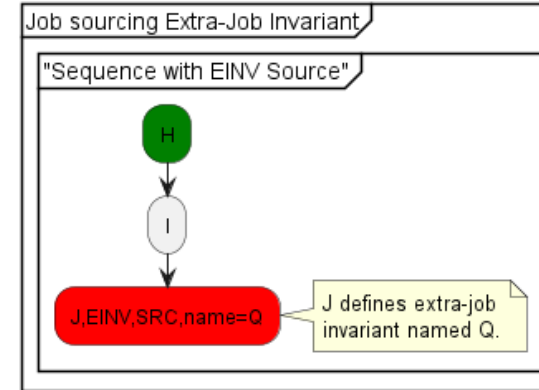 Job sourcing Extra-Job Invariant
"Sequence with EINV Source"
H
I
J,EINV,SRC,name=Q
J defines extra-job
invariant named Q.